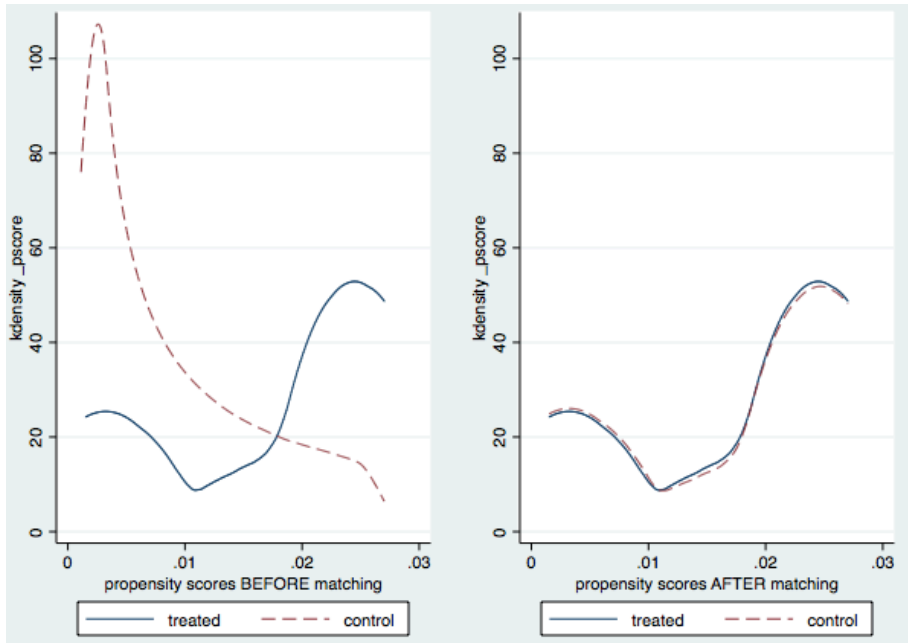 kdensity _pscore
100
80
60
40
20
0
0 .01 .02 .03
propensity scores BEFORE matching
treated control
kdensity _pscore
100
80
60
40
20
0
0 .01 .02 .03
propensity scores AFTER matching
treated control